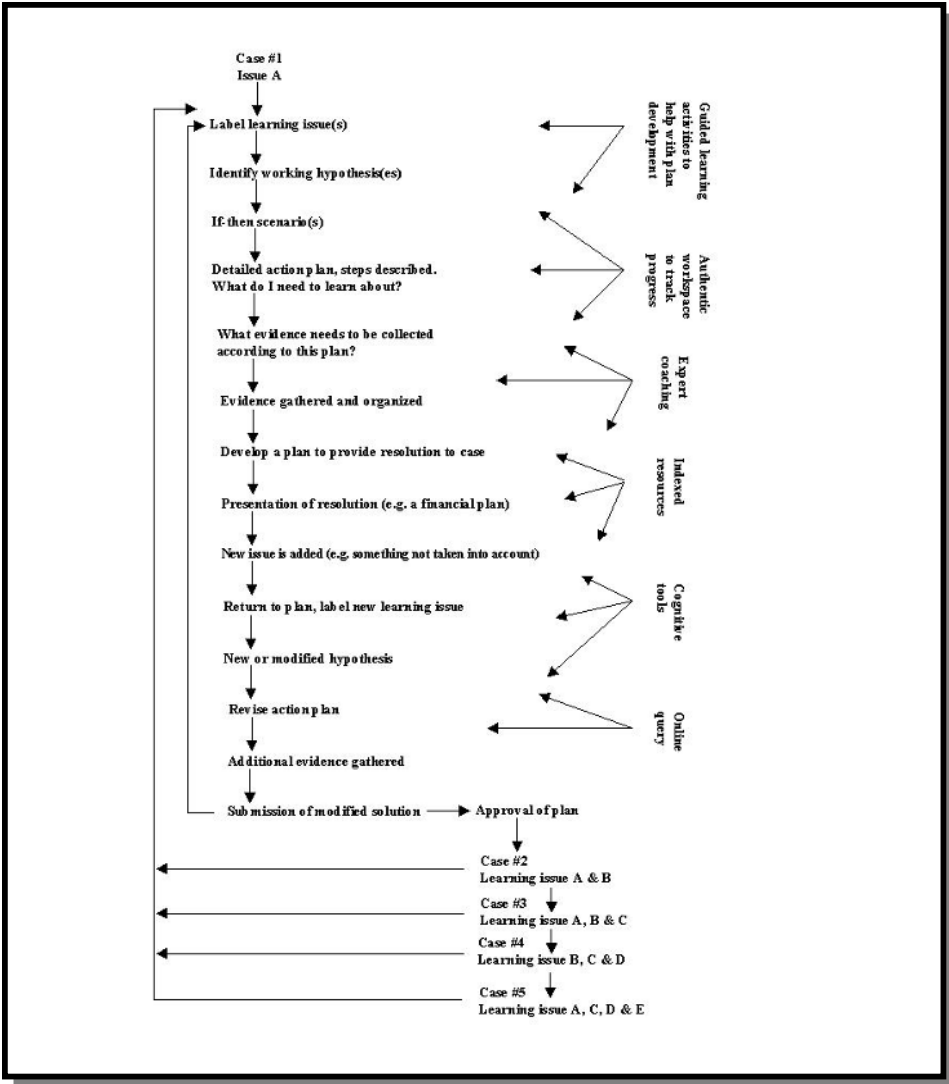 Case #1
Issue A
Label learning issue(s)
Identify working hypothesis(es)
If-then scenario(s)
Detailed action plan, steps described.
What do I need to learn about?
What evidence needs to be collected
according to this plan?
Evidence gathered and organized
Develop a plan to provide resolution to case
Presentation of resolution (e.g. a financial plan)
New issue is added (e.g. something not taken into account)
Return to plan, label new learning issue
New or modified hypothesis
Revise action plan
Additional evidence gathered
Submission of modified solution
Approval of plan
Case #2
Learning issue A & B
Case #3
Learning issue A, B & C
Case #4
Learning issue B, C & D
Case #5
Learning issue A, C, D & E
Guided learning
activities to
help with plan
development
Authentic
workspace
to track
progress
Expert
coaching
Indexed
resources
Cognitive
tools
Online
query